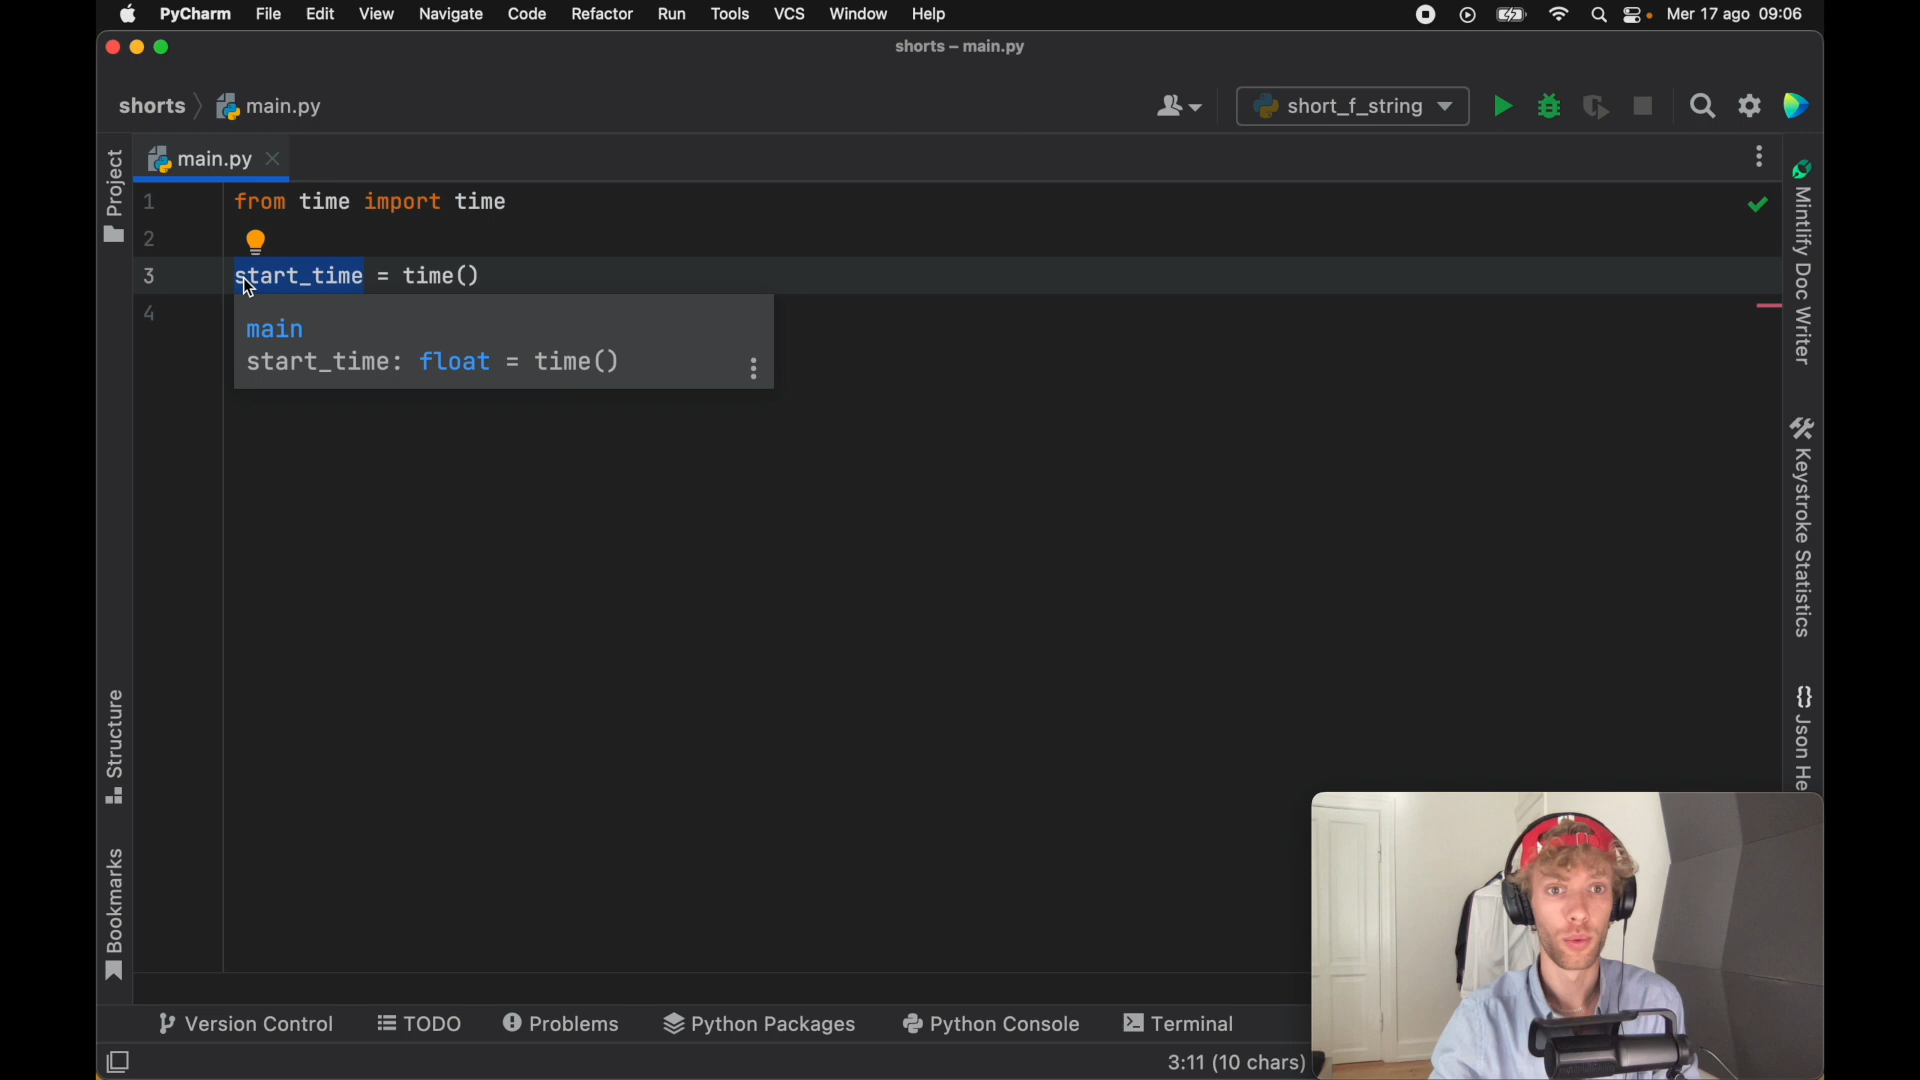 PyCharm File Edit View Navigate Code Refactor Run Tools VCS Window Help Mer 17 ago 09:06
shorts – main.py
shorts main.py short_f_string
main.py
Project
Structure
Bookmarks
1 from time import time
2
3 start_time = time()
4
main
start_time: float = time()
Mintlify Doc Writer
Keystroke Statistics
{} Json He
Version Control TODO Problems Python Packages Python Console Terminal
3:11 (10 chars)